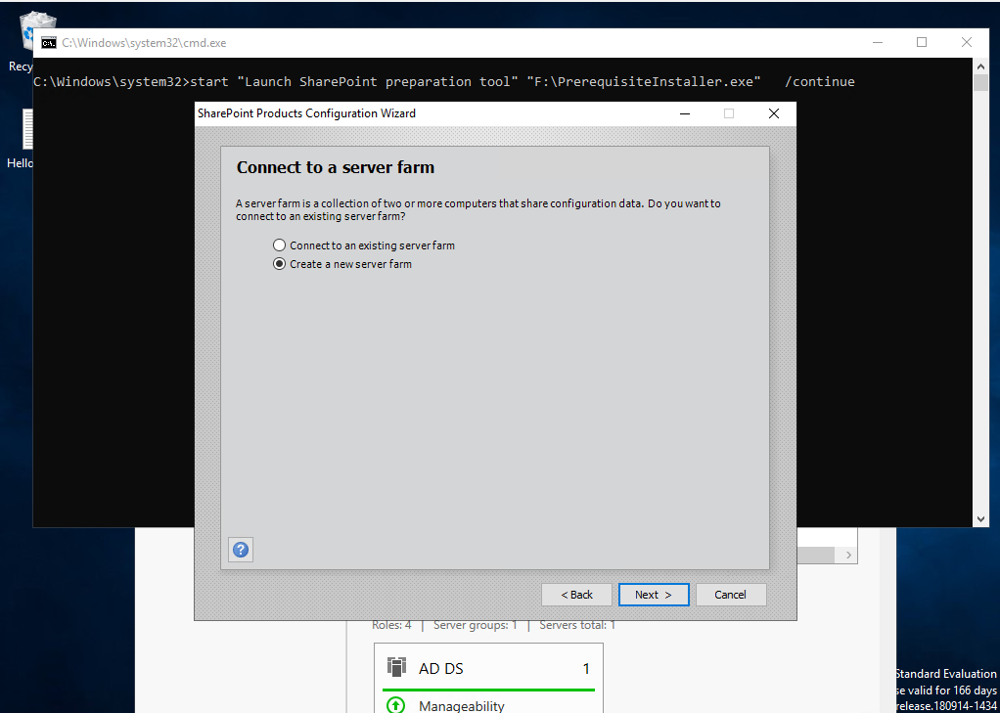 C:\Windows\system32\cmd.exe
Recy
C:\Windows\system32>start "Launch SharePoint preparation tool" "F:\PrerequisiteInstaller.exe"   /continue
SharePoint Products Configuration Wizard
Hello
Connect to a server farm
A server farm is a collection of two or more computers that share configuration data. Do you want to
connect to an existing server farm?
Connect to an existing server farm
Create a new server farm
?
< Back
Next >
Cancel
Roles: 4 | Server groups: 1 | Servers total: 1
AD DS 1
Manageability
Standard Evaluation
se valid for 166 days
release.180914-1434